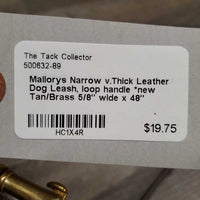 The Tack Collector
500632-89
Mallorys Narrow v.Thick Leather
Dog Leash, loop handle *new
Tan/Brass 5/8" wide x 48"
HC1X4R
$19.75